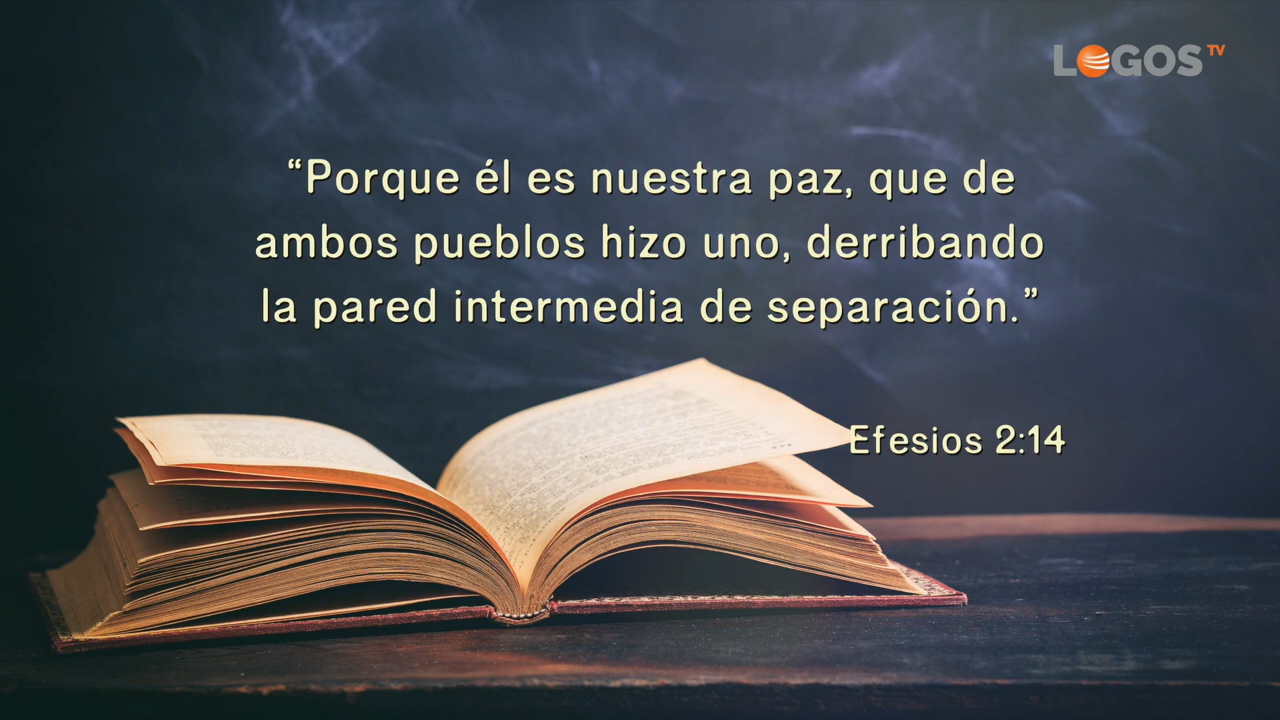 LOGOS TV
“Porque él es nuestra paz, que de
ambos pueblos hizo uno, derribando
la pared intermedia de separación.”
Efesios 2:14